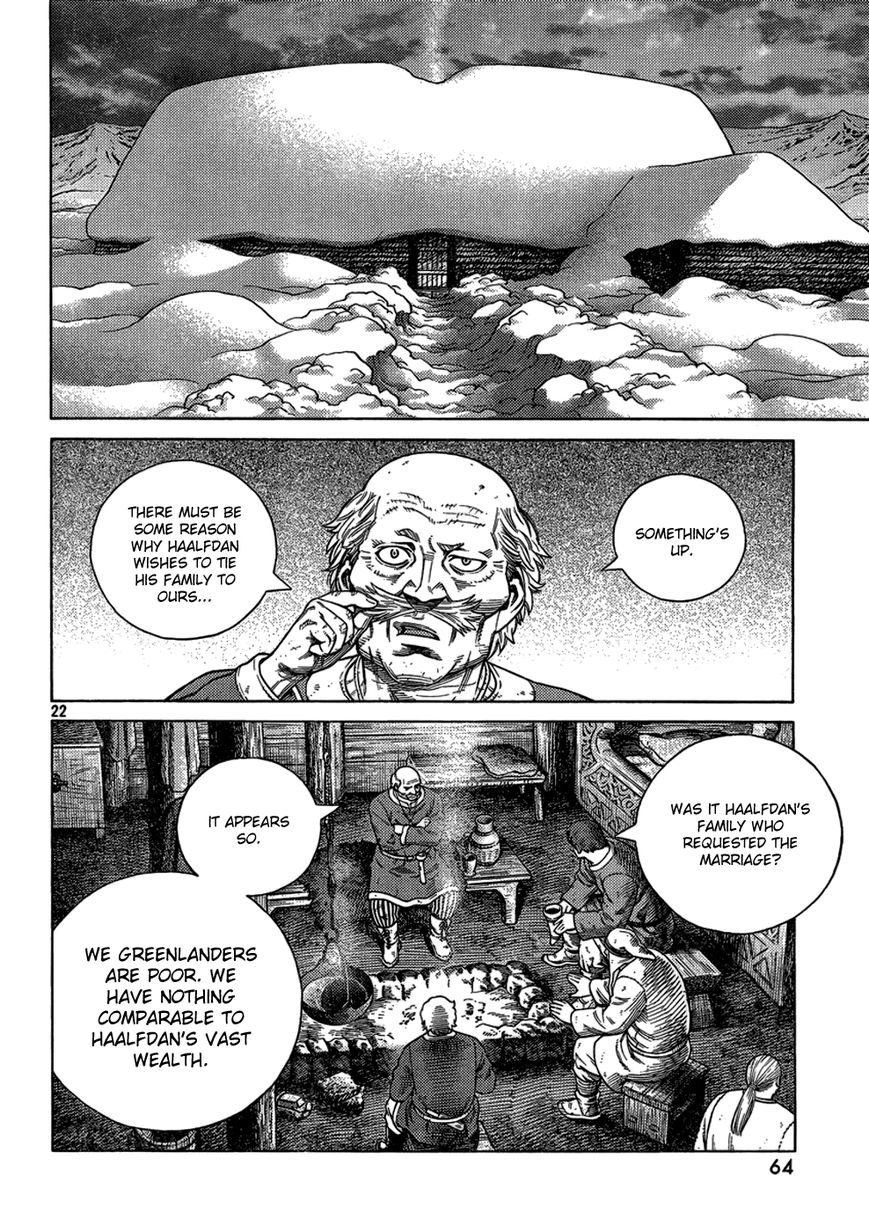 SOMETHING'S
UP.
THERE MUST BE
SOME REASON
WHY HAALFDAN
WISHES TO TIE
HIS FAMILY TO
OURS...
22
WAS IT HAALFDAN'S
FAMILY WHO
REQUESTED THE
MARRIAGE?
IT APPEARS
SO.
WE GREENLANDERS
ARE POOR. WE
HAVE NOTHING
COMPARABLE TO
HAALFDAN'S VAST
WEALTH.
64